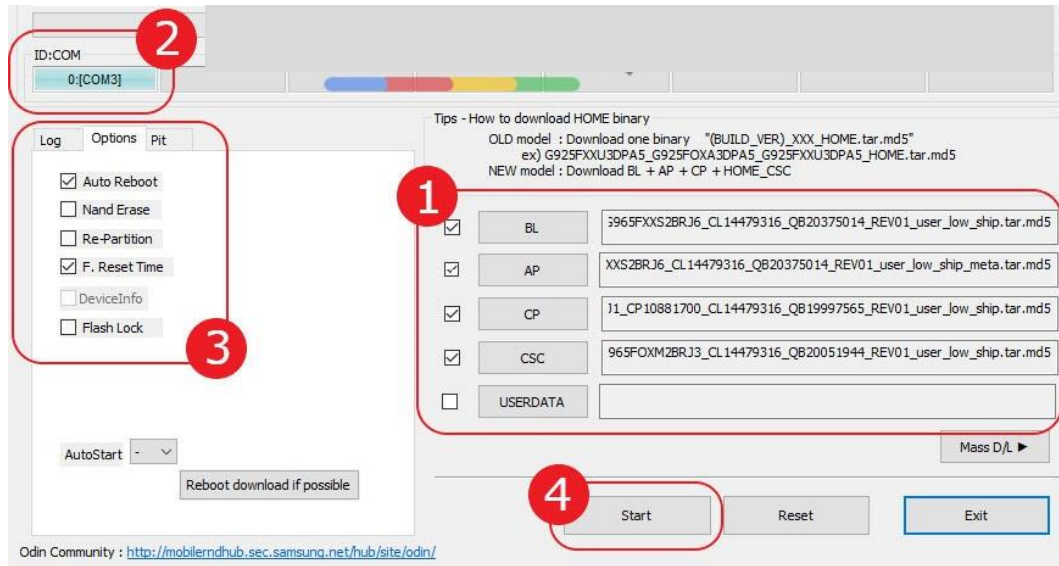 2
ID:COM
0:[COM3]
Log Options Pit
Auto Reboot
Nand Erase
Re-Partition
F. Reset Time
DeviceInfo
Flash Lock
3
AutoStart -
Reboot download if possible
Tips - How to download HOME binary
OLD model : Download one binary "(BUILD_VER)_XXX_HOME.tar.md5"
ex) G925FXXU3DPA5_G925FOXA3DPA5_G925FXXU3DPA5_HOME.tar.md5
NEW model : Download BL + AP + CP + HOME_CSC
1
BL G965FXXS2BRJ6_CL14479316_QB20375014_REV01_user_low_ship.tar.md5
AP XXS2BRJ6_CL14479316_QB20375014_REV01_user_low_ship_meta.tar.md5
CP J1_CP10881700_CL14479316_QB19997565_REV01_user_low_ship.tar.md5
CSC 965FOXM2BRJ3_CL14479316_QB20051944_REV01_user_low_ship.tar.md5
USERDATA
Mass D/L ►
4
Start Reset Exit
Odin Community : http://mobilerndhub.sec.samsung.net/hub/site/odin/